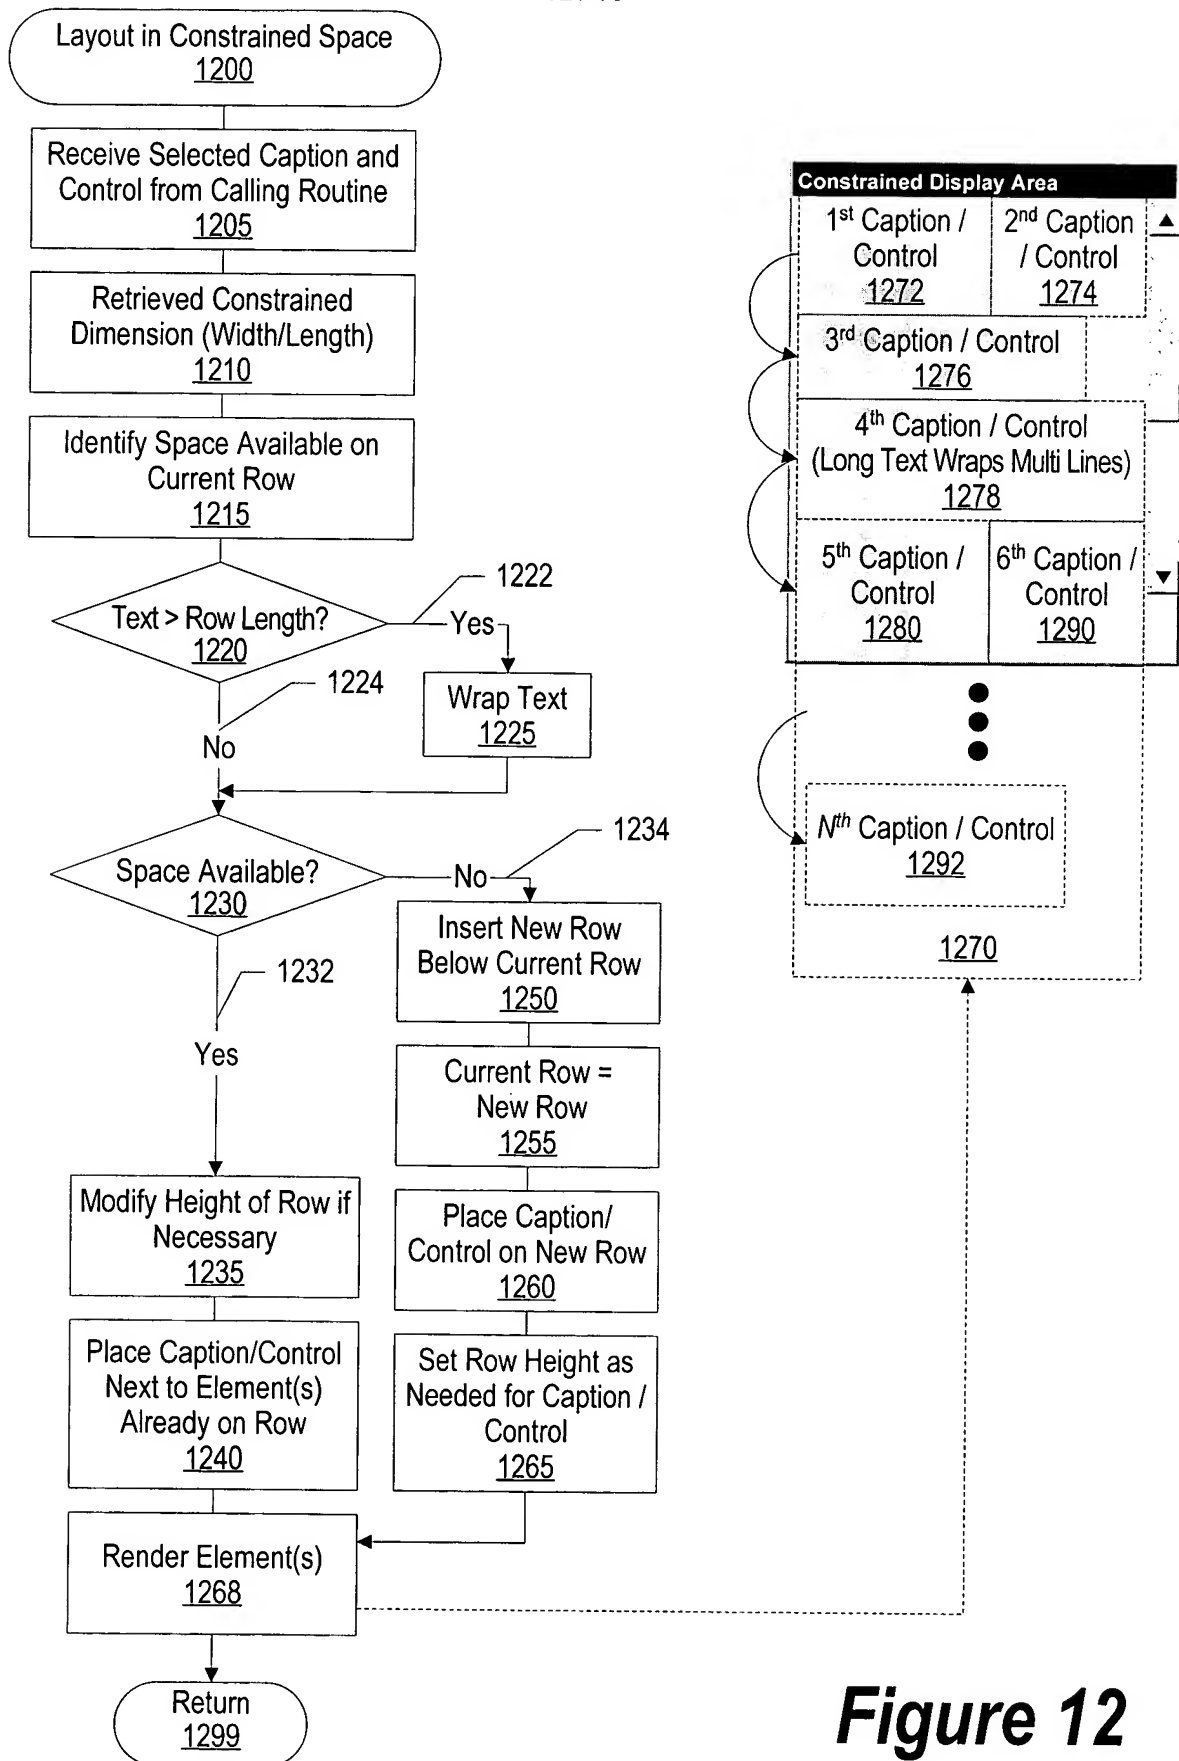 Layout in Constrained Space
1200
Receive Selected Caption and
Control from Calling Routine
1205
Retrieved Constrained
Dimension (Width/Length)
1210
Identify Space Available on
Current Row
1215
1222
Text > Row Length?
1220
Yes
1224
Wrap Text
1225
No
1234
Space Available?
1230
No
Insert New Row
Below Current Row
1250
1232
Yes
Current Row =
New Row
1255
Modify Height of Row if
Necessary
1235
Place Caption/
Control on New Row
1260
Place Caption/Control
Next to Element(s)
Already on Row
1240
Set Row Height as
Needed for Caption /
Control
1265
Render Element(s)
1268
Return
1299
Constrained Display Area
1st Caption /
Control
1272
2nd Caption
/ Control
1274
3rd Caption / Control
1276
4th Caption / Control
(Long Text Wraps Multi Lines)
1278
5th Caption /
Control
1280
6th Caption /
Control
1290
Nth Caption / Control
1292
1270
Figure 12